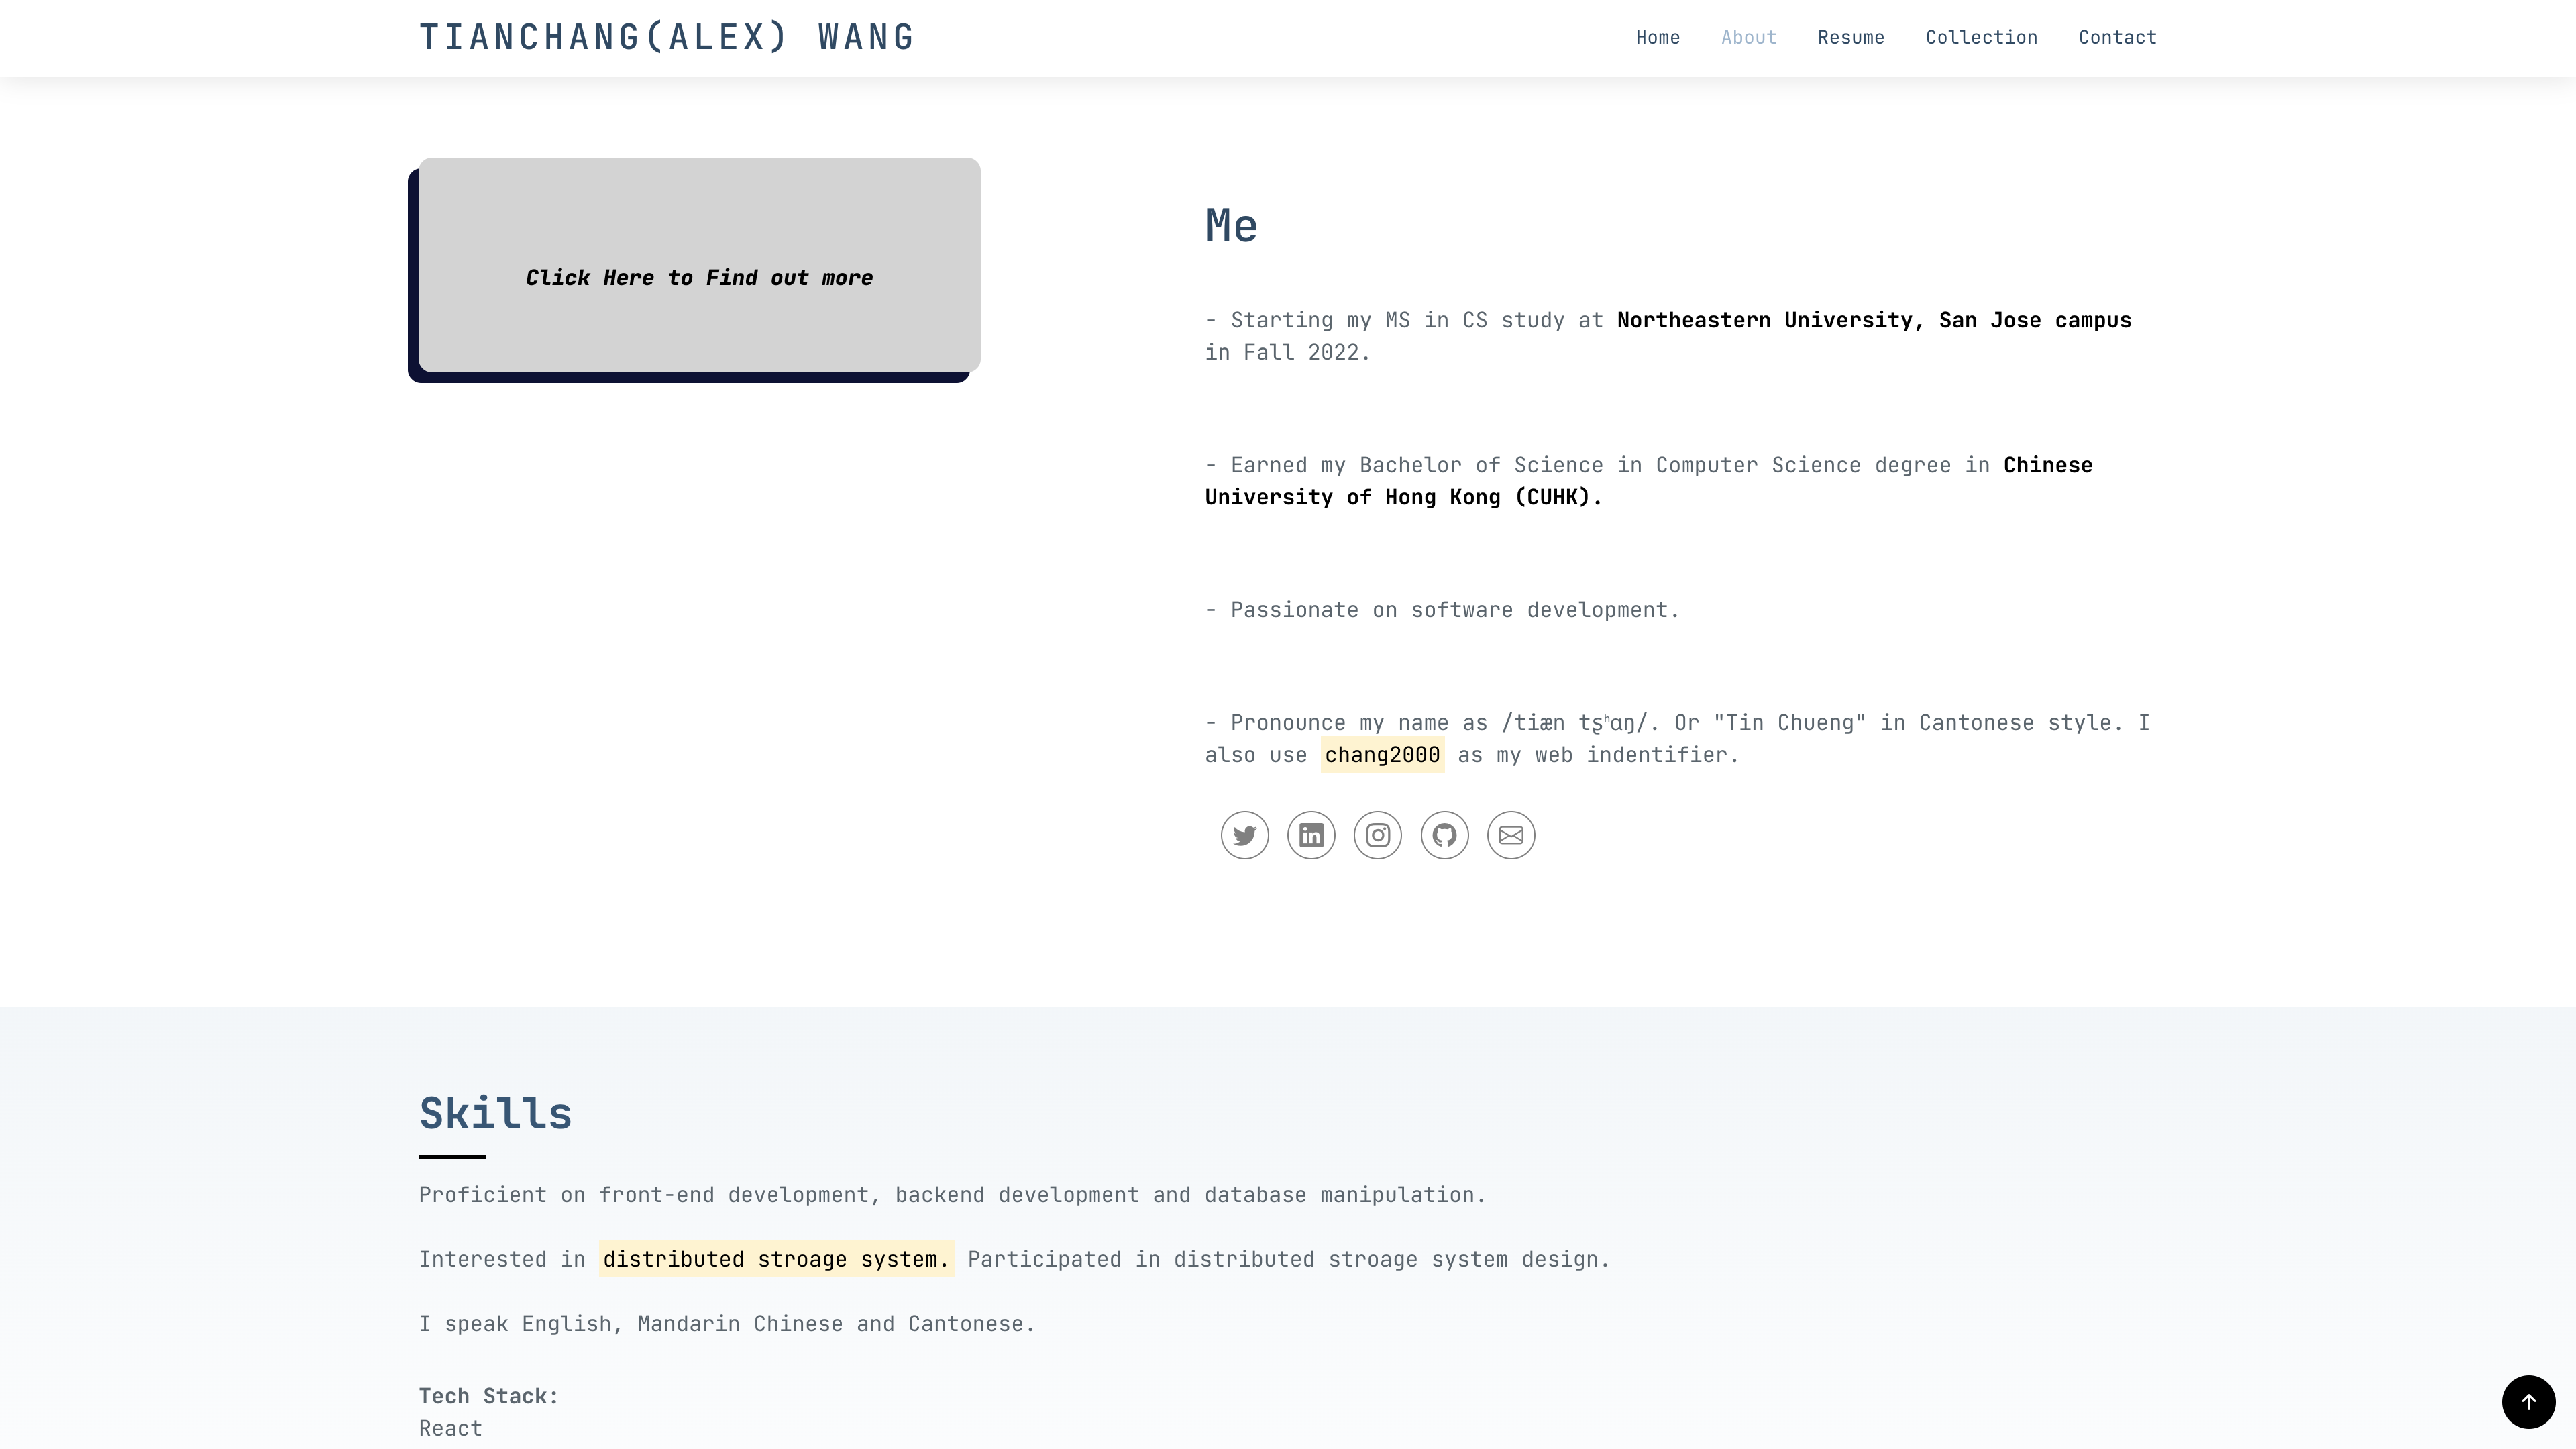 TIANCHANG(ALEX) WANG
Home About Resume Collection Contact
Click Here to Find out more
Me
- Starting my MS in CS study at Northeastern University, San Jose campus
in Fall 2022.
- Earned my Bachelor of Science in Computer Science degree in Chinese
University of Hong Kong (CUHK).
- Passionate on software development.
- Pronounce my name as /tiæn tʂʰɑŋ/. Or "Tin Chueng" in Cantonese style. I
also use chang2000 as my web indentifier.
Skills
Proficient on front-end development, backend development and database manipulation.
Interested in distributed stroage system. Participated in distributed stroage system design.
I speak English, Mandarin Chinese and Cantonese.
Tech Stack:
React